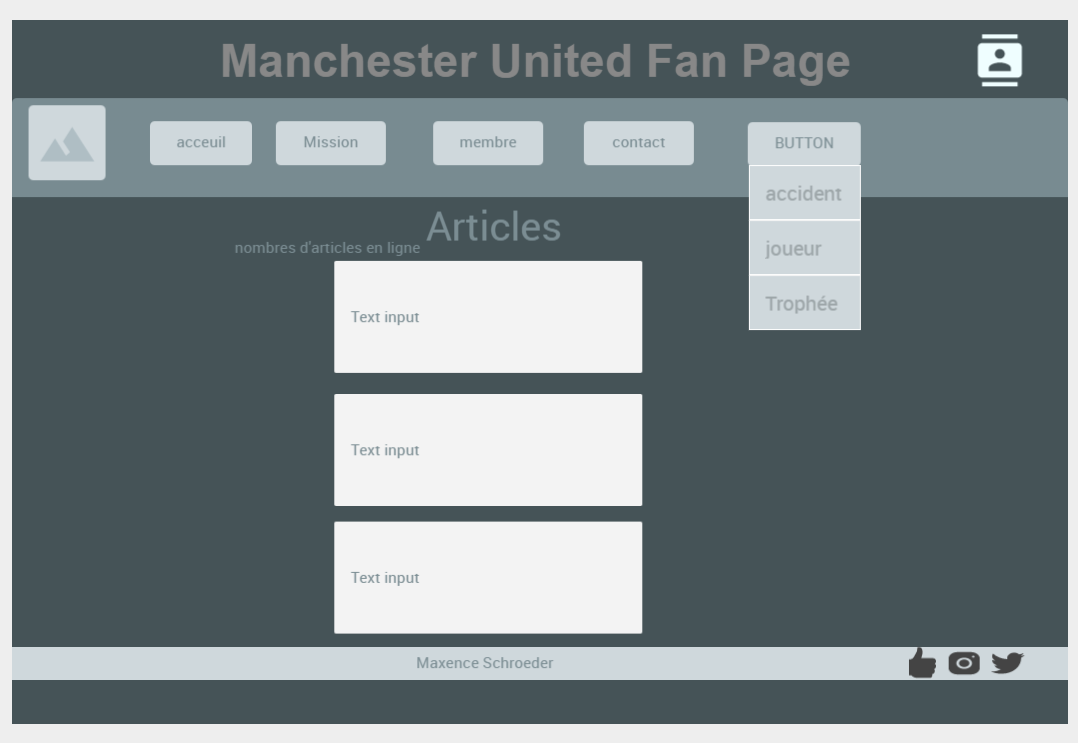 Manchester United Fan Page
acceuil
Mission
membre
contact
BUTTON
accident
joueur
Trophée
Articles
nombres d'articles en ligne
Text input
Text input
Text input
Maxence Schroeder